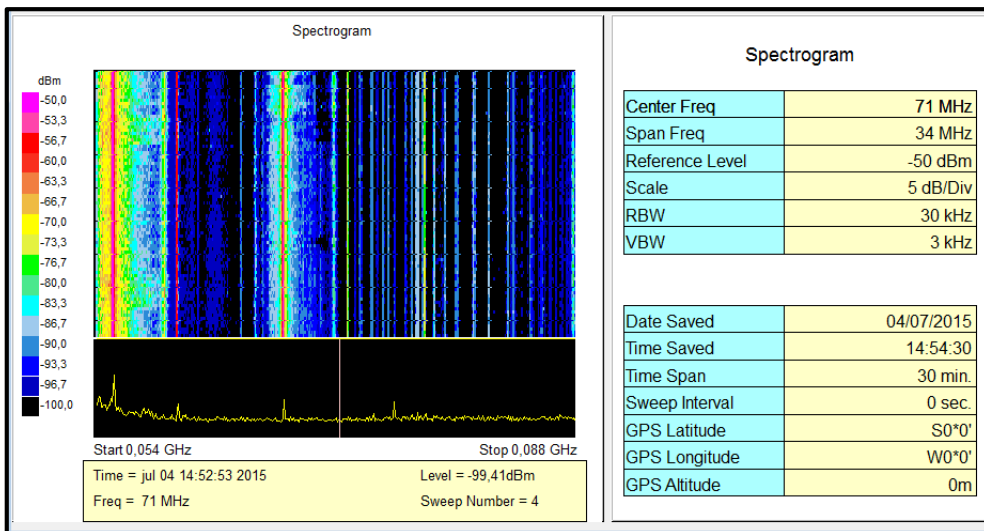 Spectrogram
dBm
-50,0
-53,3
-56,7
-60,0
-63,3
-66,7
-70,0
-73,3
-76,7
-80,0
-83,3
-86,7
-90,0
-93,3
-96,7
-100,0
Start 0,054 GHz Stop 0,088 GHz
Time = jul 04 14:52:53 2015 Level = -99,41dBm
Freq = 71 MHz Sweep Number = 4
Spectrogram
Center Freq 71 MHz
Span Freq 34 MHz
Reference Level -50 dBm
Scale 5 dB/Div
RBW 30 kHz
VBW 3 kHz
Date Saved 04/07/2015
Time Saved 14:54:30
Time Span 30 min.
Sweep Interval 0 sec.
GPS Latitude S0*0'
GPS Longitude W0*0'
GPS Altitude 0m